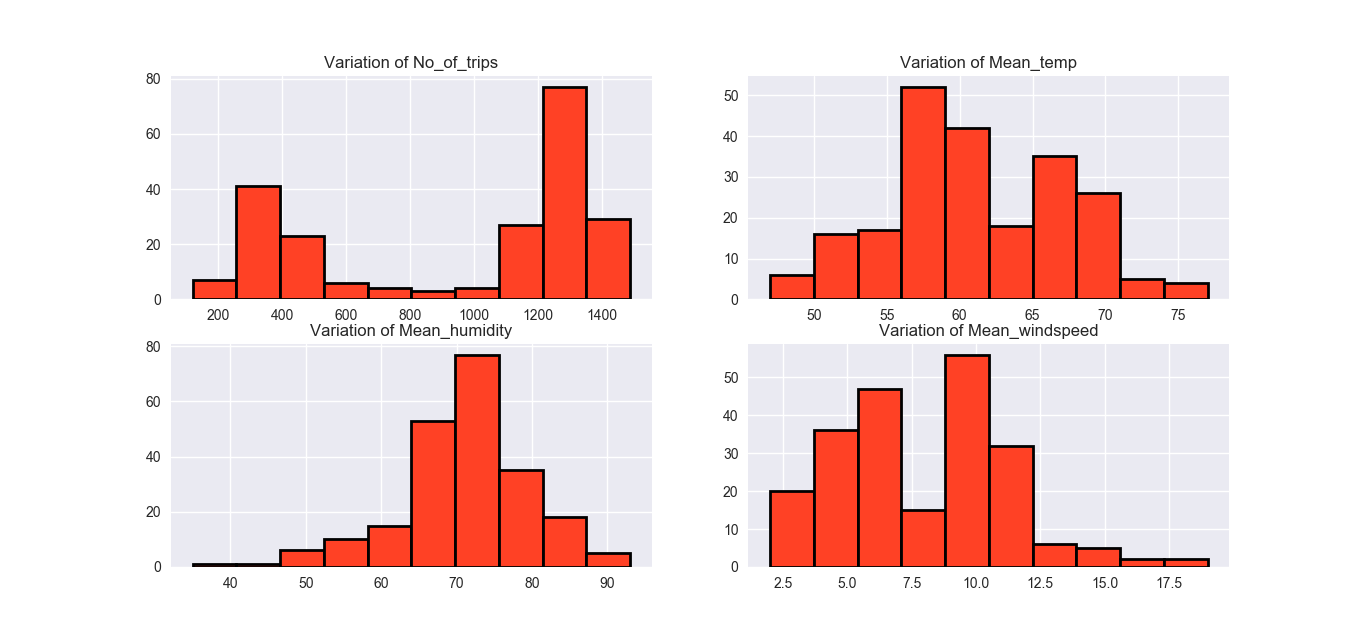 Variation of No_of_trips
80
60
40
20
0
200 400 600 800 1000 1200 1400
Variation of Mean_temp
50
40
30
20
10
0
50 55 60 65 70 75
Variation of Mean_humidity
80
60
40
20
0
40 50 60 70 80 90
Variation of Mean_windspeed
50
40
30
20
10
0
2.5 5.0 7.5 10.0 12.5 15.0 17.5